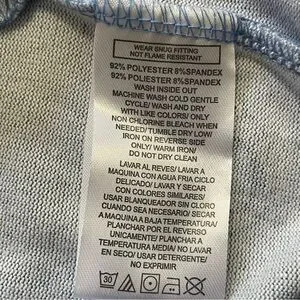 WEAR SNUG FITTING
NOT FLAME RESISTANT
92% POLYESTER 8%SPANDEX
92% POLYESTER 8%SPANDEX
WASH INSIDE OUT
MACHINE WASH COLD GENTLE
CYCLE/ WASH AND DRY
WITH LIKE COLORS/ ONLY
NON CHLORINE BLEACH WHEN
NEEDED/ TUMBLE DRY LOW/
IRON ON REVERSE SIDE
ONLY/ WARM IRON/
DO NOT DRY CLEAN
LAVAR AL REVES/ LAVAR A
MAQUINA CON AGUA FRIA CICLO
DELICADO/ LAVAR Y SECAR
CON COLORES SIMILARES/
USAR BLANQUEADOR SIN CLORO
CUANDO SEA NECESARIO/ SECAR
A MAQUINA A BAJA TEMPERATURA/
PLANCHAR POR EL REVERSO
UNICAMENTE/ PLANCHAR A
TEMPERATURA MEDIA/ NO LAVAR
EN SECO/ USAR DETERGENTE/
NO EXPRIMIR
30